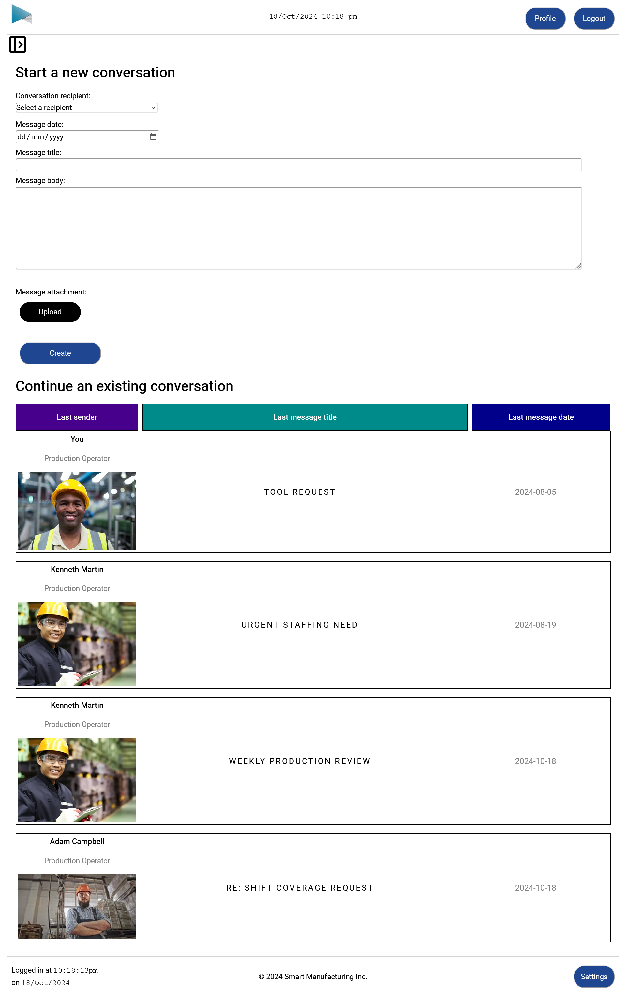 18/Oct/2024 10:18 pm
Profile
Logout
Start a new conversation
Conversation recipient:
Select a recipient
Message date:
dd / mm / yyyy
Message title:
Message body:
Message attachment:
Upload
Create
Continue an existing conversation
Last sender
Last message title
Last message date
You
Production Operator
envato
envato
TOOL REQUEST
2024-08-05
Kenneth Martin
Production Operator
URGENT STAFFING NEED
2024-08-19
Kenneth Martin
Production Operator
WEEKLY PRODUCTION REVIEW
2024-10-18
Adam Campbell
Production Operator
RE: SHIFT COVERAGE REQUEST
2024-10-18
Logged in at 10:18:13pm
on 18/Oct/2024
© 2024 Smart Manufacturing Inc.
Settings